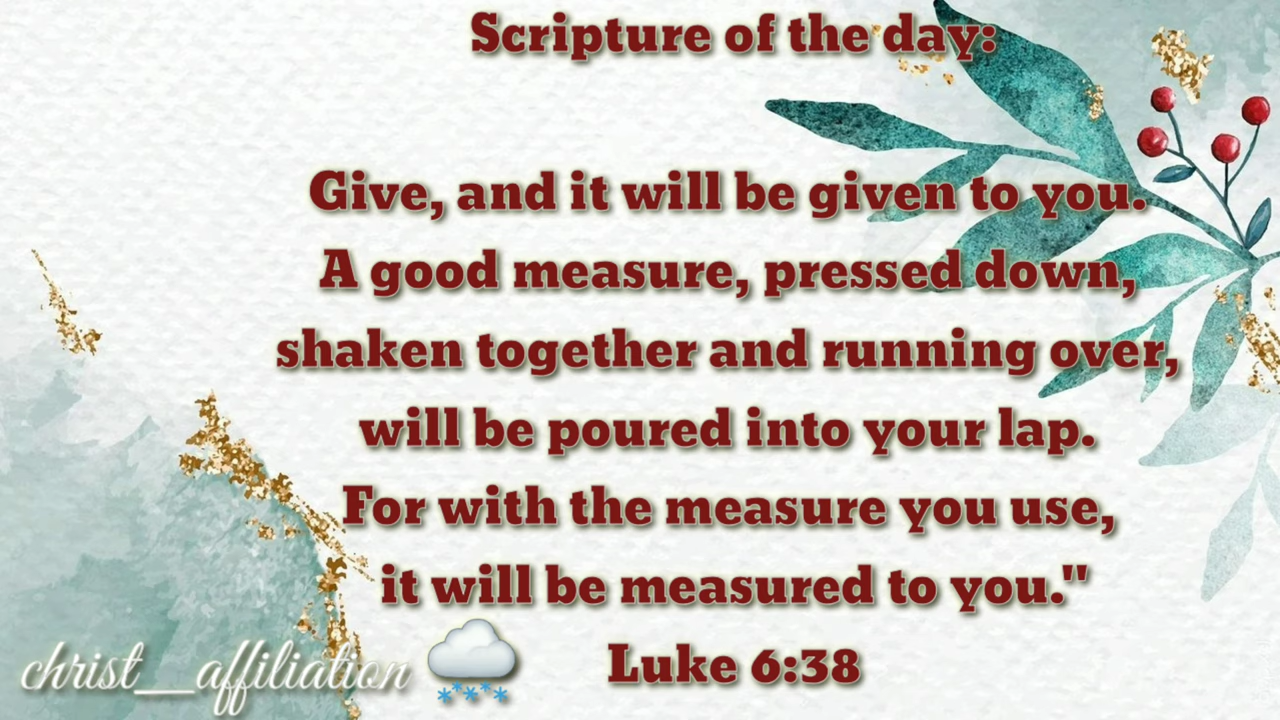 Scripture of the day:
Give, and it will be given to you.
A good measure, pressed down,
shaken together and running over,
will be poured into your lap.
For with the measure you use,
it will be measured to you."
Luke 6:38
christ__affiliation